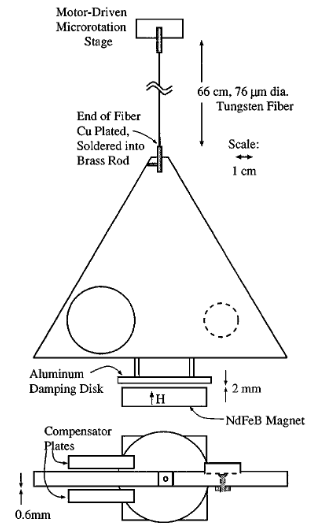 Motor-Driven
Microrotation
Stage
66 cm, 76 µm dia.
Tungsten Fiber
End of Fiber
Cu Plated,
Soldered into
Brass Rod
Scale:
1 cm
Aluminum
Damping Disk
2 mm
H
NdFeB Magnet
Compensator
Plates
0.6mm